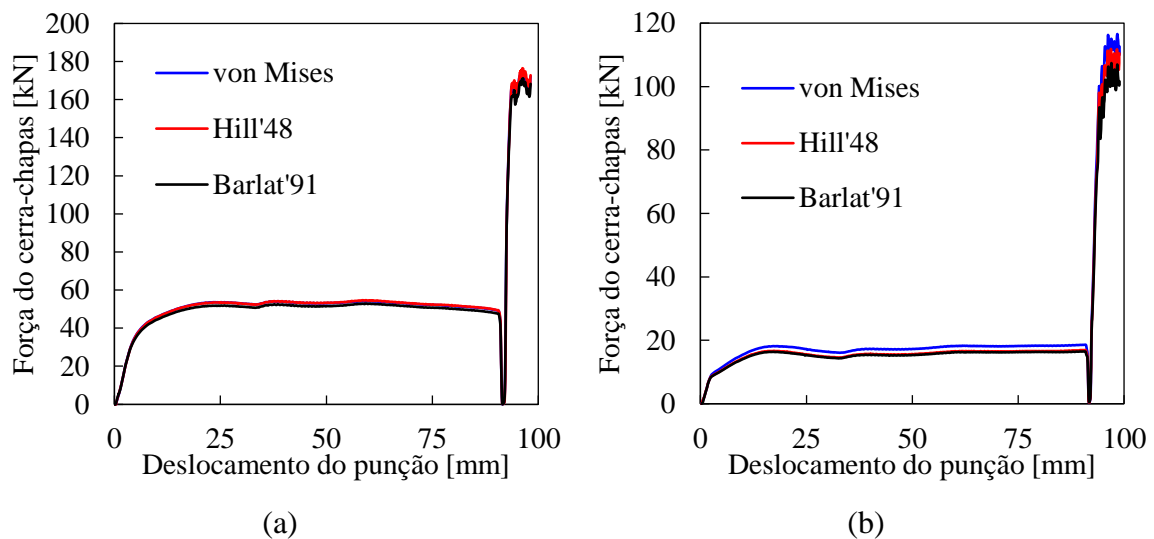 Força do cerra-chapas [kN]
200
180
160
140
120
100
80
60
40
20
0
von Mises
Hill'48
Barlat'91
0
25
50
75
100
Deslocamento do punção [mm]
(a)
Força do cerra-chapas [kN]
120
100
80
60
40
20
0
von Mises
Hill'48
Barlat'91
0
25
50
75
100
Deslocamento do punção [mm]
(b)